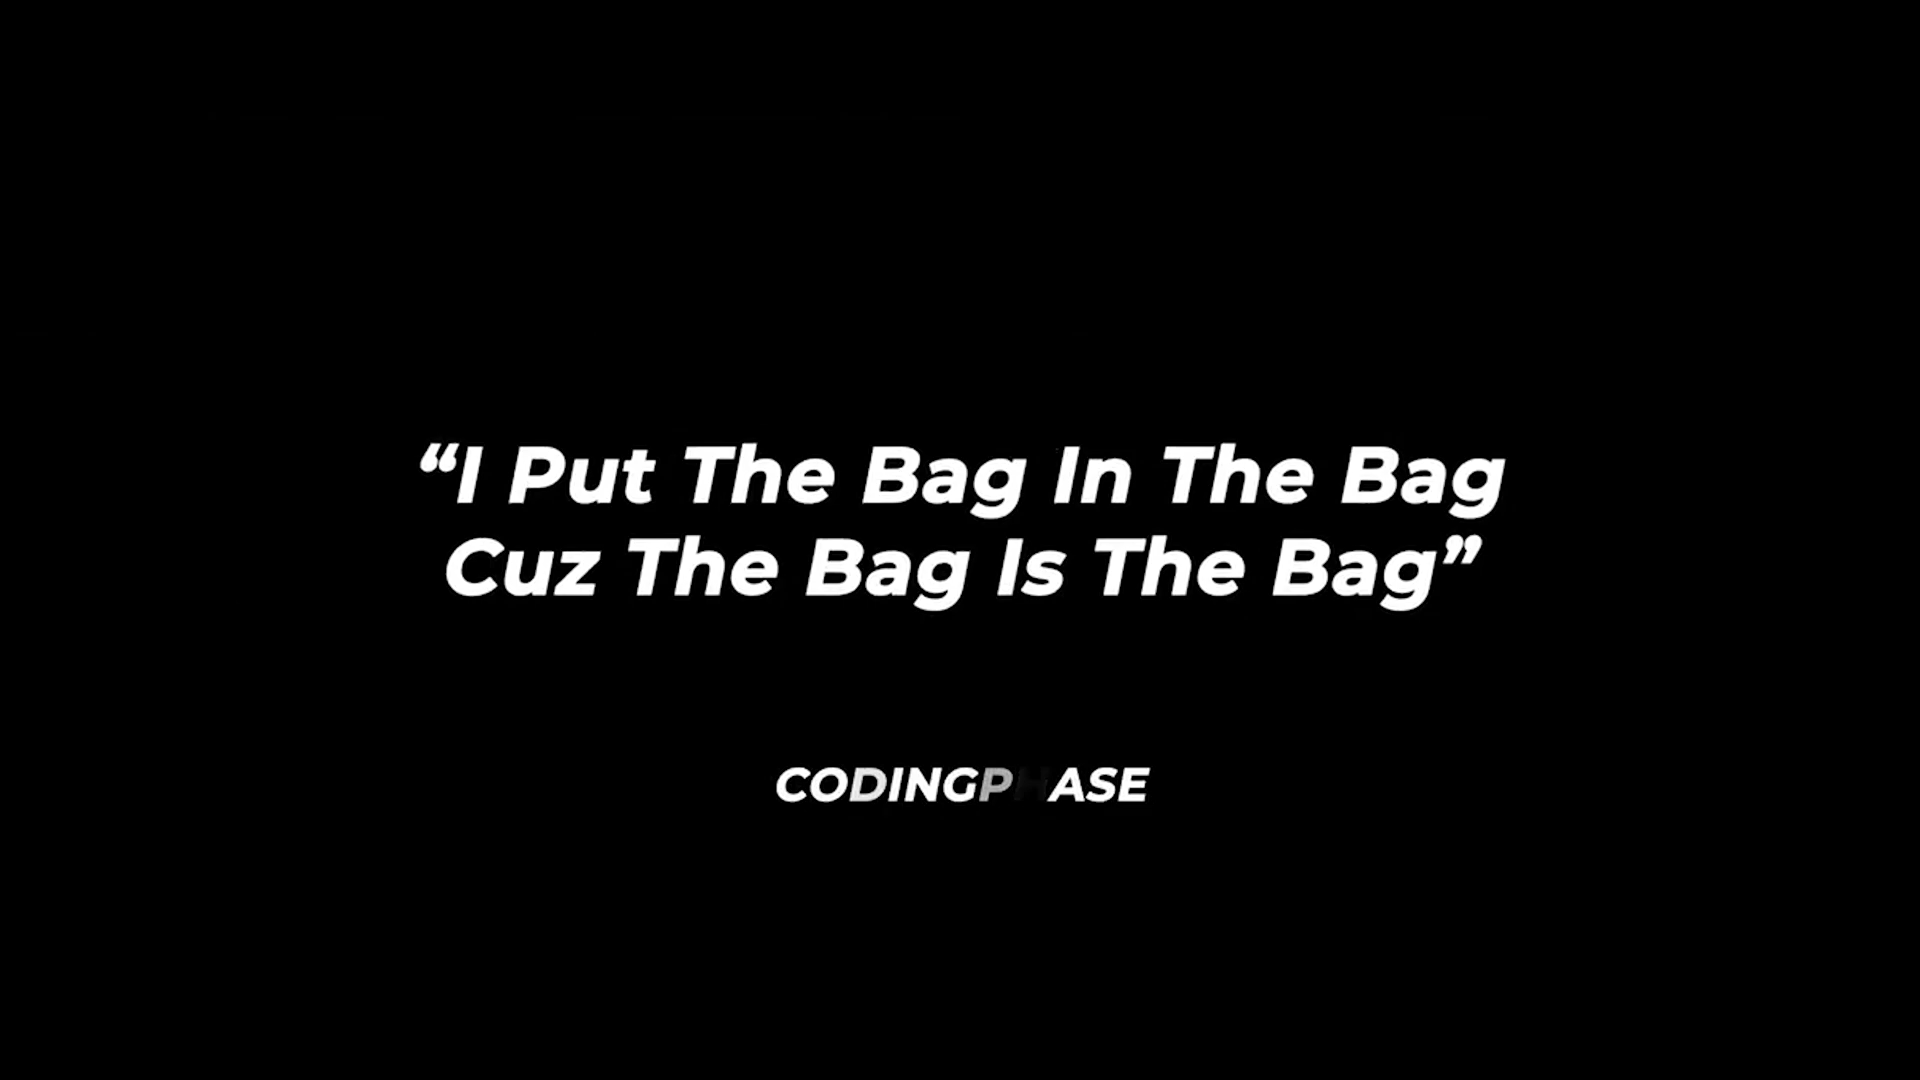 “I Put The Bag In The Bag
Cuz The Bag Is The Bag”
CODINGPHASE